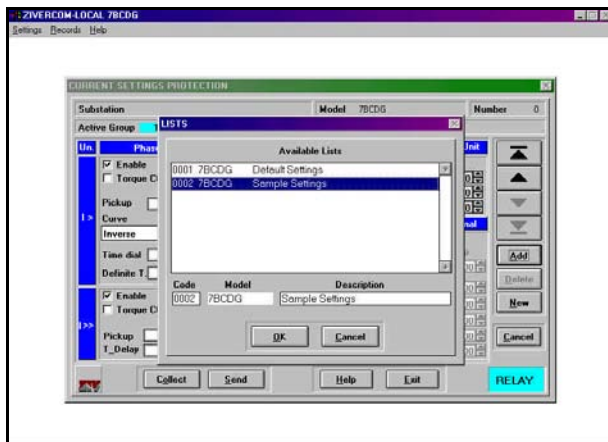 ZIVERCOM-LOCAL 7BCDG
Settings Records Help
CURRENT SETTINGS PROTECTION
Substation Model 7BCDG Number 0
Active Group
LISTS
Un. Phas Unit
Available Lists
Enable
Torque C
0001 7BCDG Default Settings
0002 7BCDG Sample Settings
Pickup
I >
Curve
Inverse
Time dial
Definite T.
Add
Delete
Code Model Description
0002 7BCDG Sample Settings
Enable
Torque C
New
I>>
OK Cancel
Pickup
T_Delay
Cancel
Collect Send Help Exit
RELAY